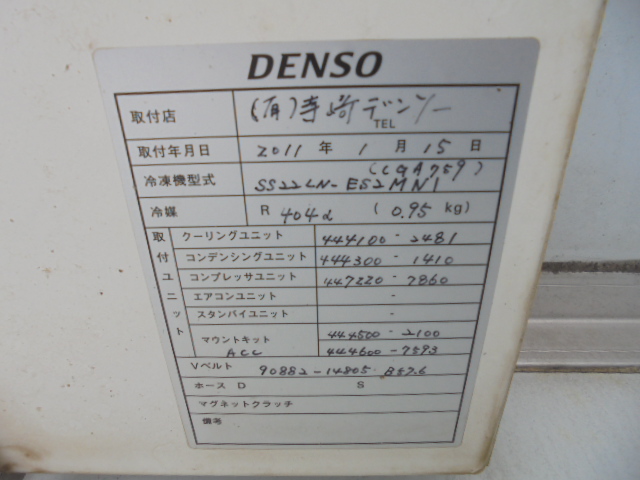 DENSO
取付店 (有)寺崎デンソー
TEL
取付年月日 2011 年 1 月 15 日
(CGA759)
冷凍機型式 SS22LN-ES2MN1
冷媒 R 404a ( 0.95 kg)
取付ユニット
クーリングユニット 444100-2481
コンデンシングユニット 444300-1410
コンプレッサユニット 447220-7860
エアコンユニット -
スタンバイユニット -
マウントキット 444500-2100
ACC 444600-7593
Vベルト 90882-14805 B57.6
ホース D S
マグネットクラッチ
備考